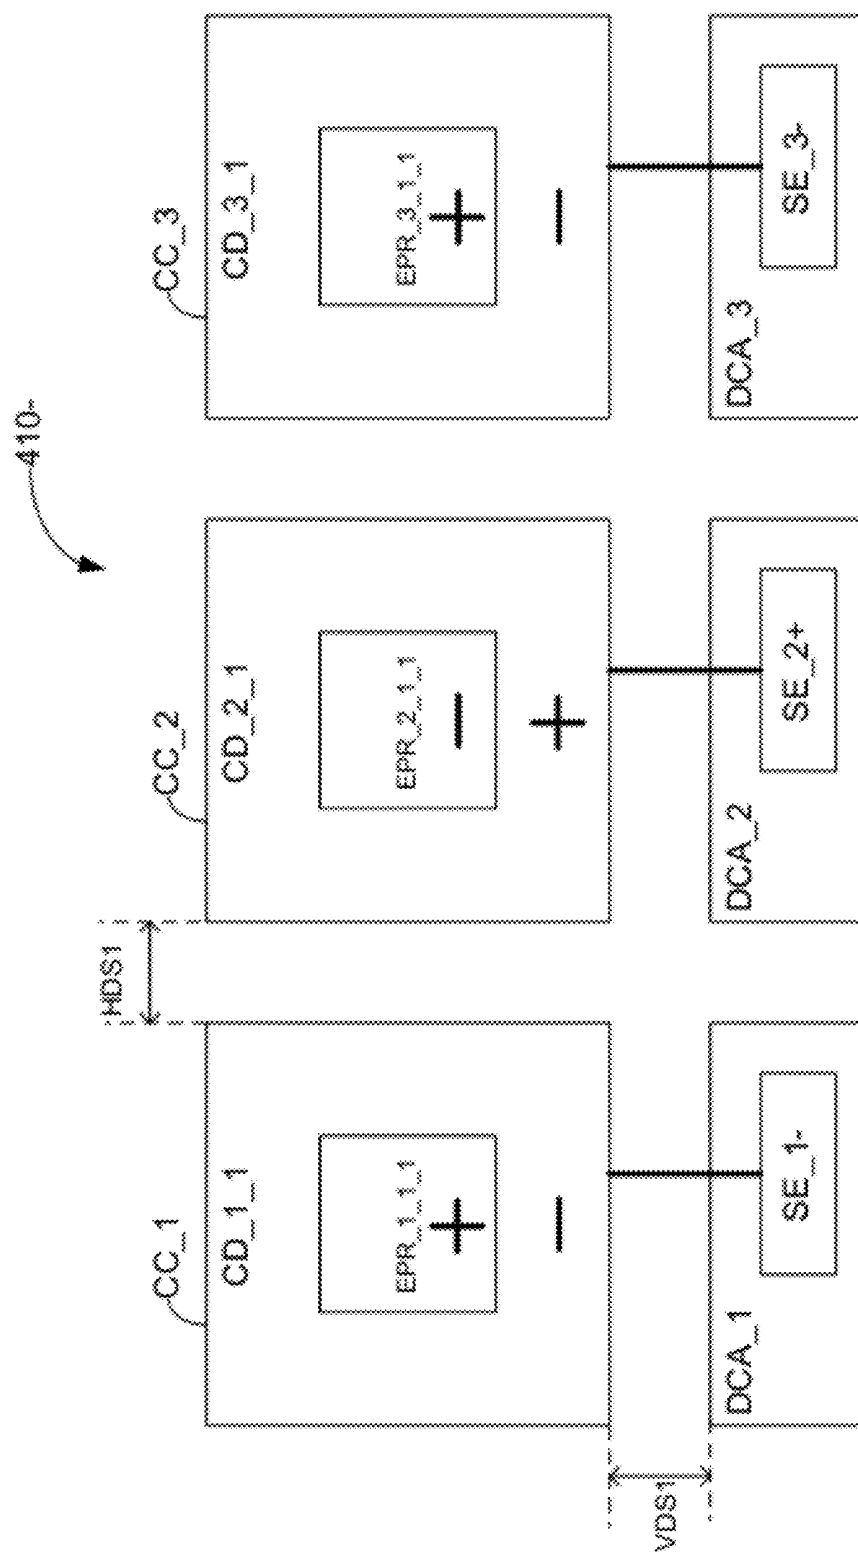 410-
CC_1
CC_2
CC_3
HDS1
CD_1_1
CD_2_1
CD_3_1
EPR_1_1_1
EPR_2_1_1
EPR_3_1_1
+
−
+
−
+
−
VDS1
DCA_1
DCA_2
DCA_3
SE_1-
SE_2+
SE_3-